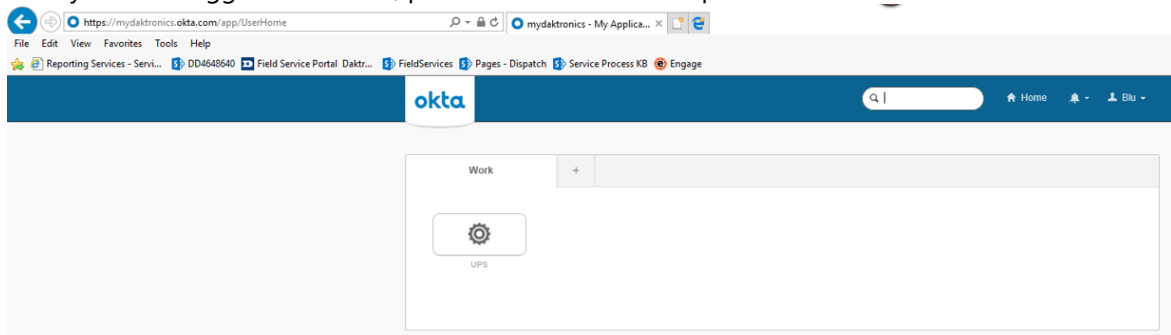 https://mydaktronics.okta.com/app/UserHome
mydaktronics - My Applica...
File Edit View Favorites Tools Help
Reporting Services - Servi... DD4648640 Field Service Portal Daktr... FieldServices Pages - Dispatch Service Process KB Engage
okta
Home Blu
Work +
UPS